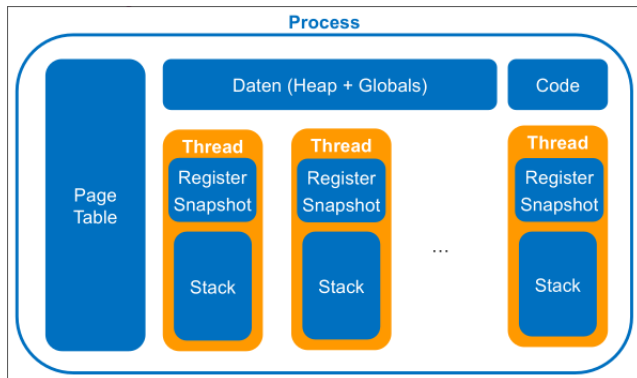 Process
Page
Table
Daten (Heap + Globals)
Code
Thread
Register
Snapshot
Stack
Thread
Register
Snapshot
Stack
...
Thread
Register
Snapshot
Stack